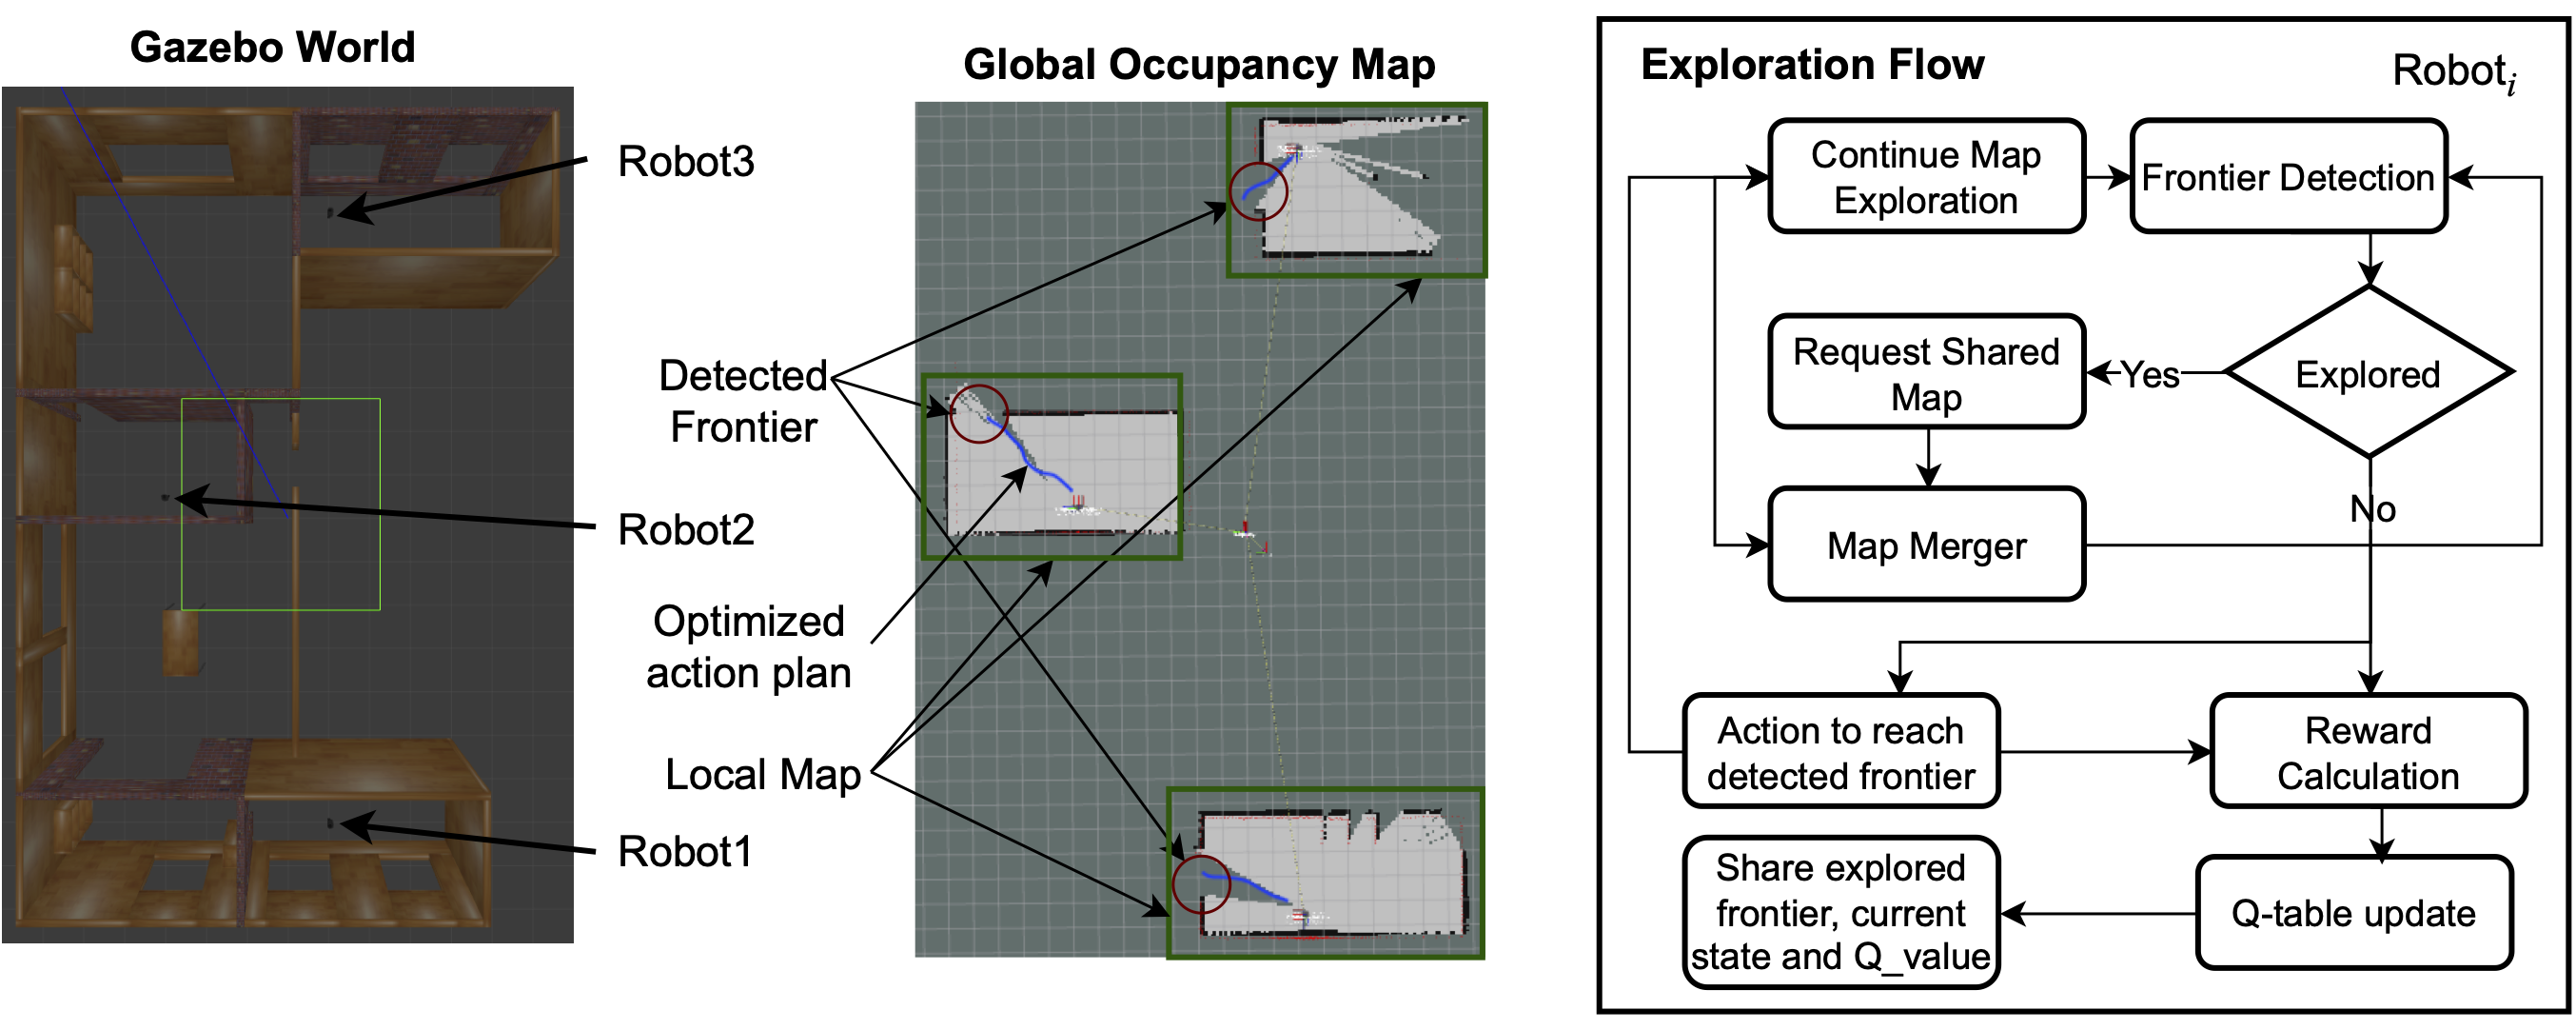 Gazebo World
Robot3
Robot2
Robot1
Global Occupancy Map
Detected
Frontier
Optimized
action plan
Local Map
Exploration Flow
Robot𝑖
Continue Map
Exploration
Frontier Detection
Request Shared
Map
Yes
Explored
No
Map Merger
Action to reach
detected frontier
Reward
Calculation
Share explored
frontier, current
state and Q_value
Q-table update